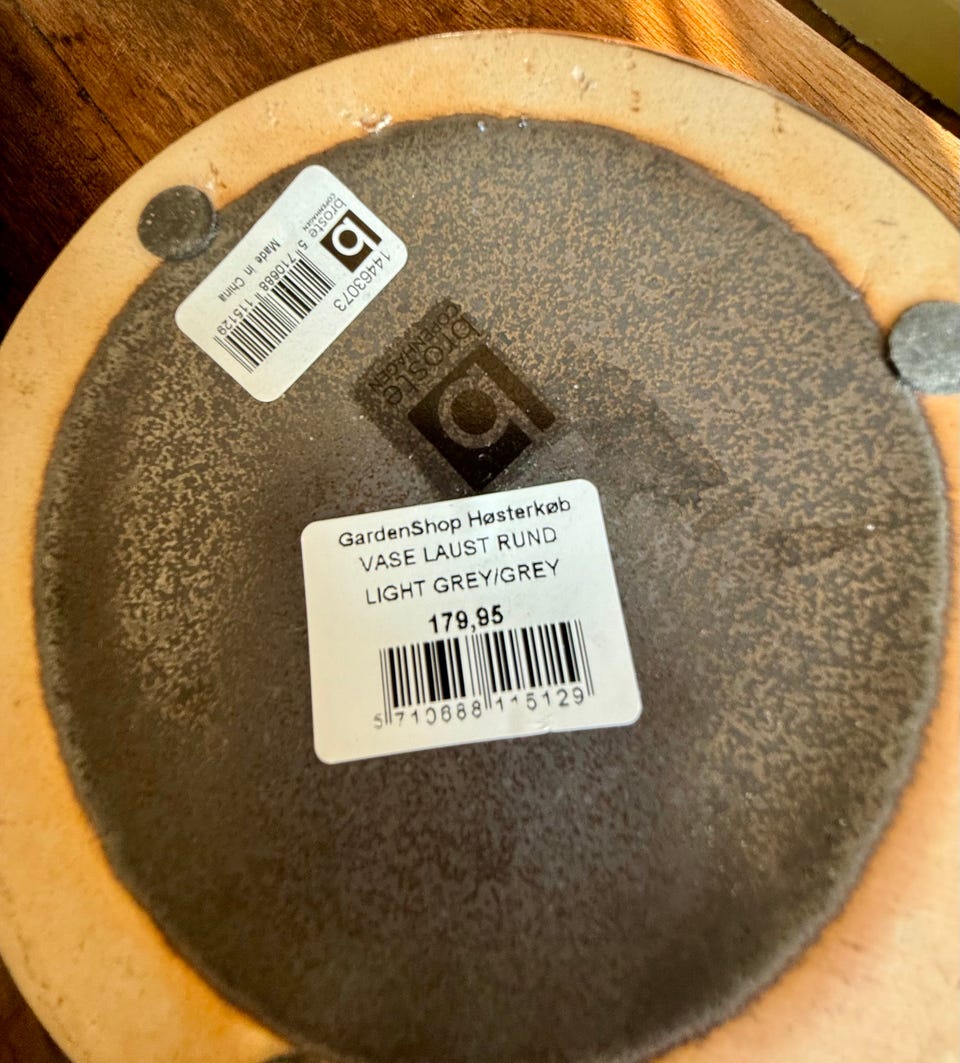 broste
COPENHAGEN
14463073
5 710688 115129
Made in China
broste
COPENHAGEN
GardenShop Høsterkøb
VASE LAUST RUND
LIGHT GREY/GREY
179,95
5 710688 115129